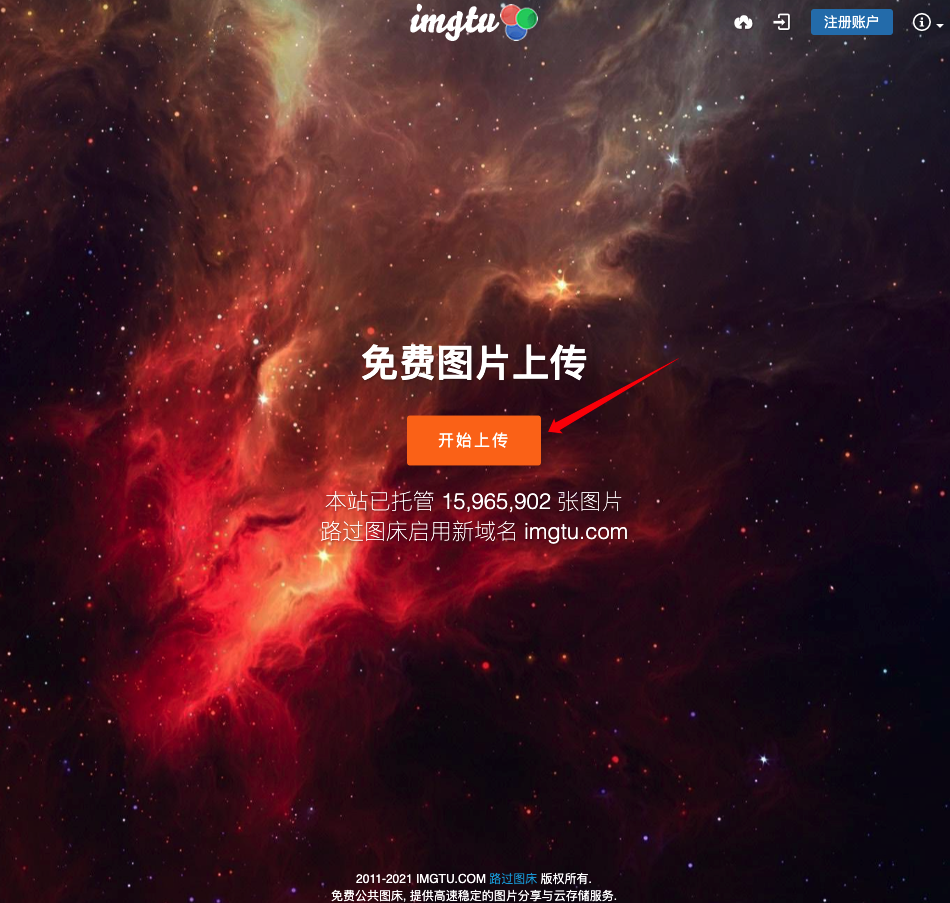 imgtu
注册账户
免费图片上传
开始上传
本站已托管 15,965,902 张图片
路过图床启用新域名 imgtu.com
2011-2021 IMGTU.COM 路过图床 版权所有.
免费公共图床, 提供高速稳定的图片分享与云存储服务.